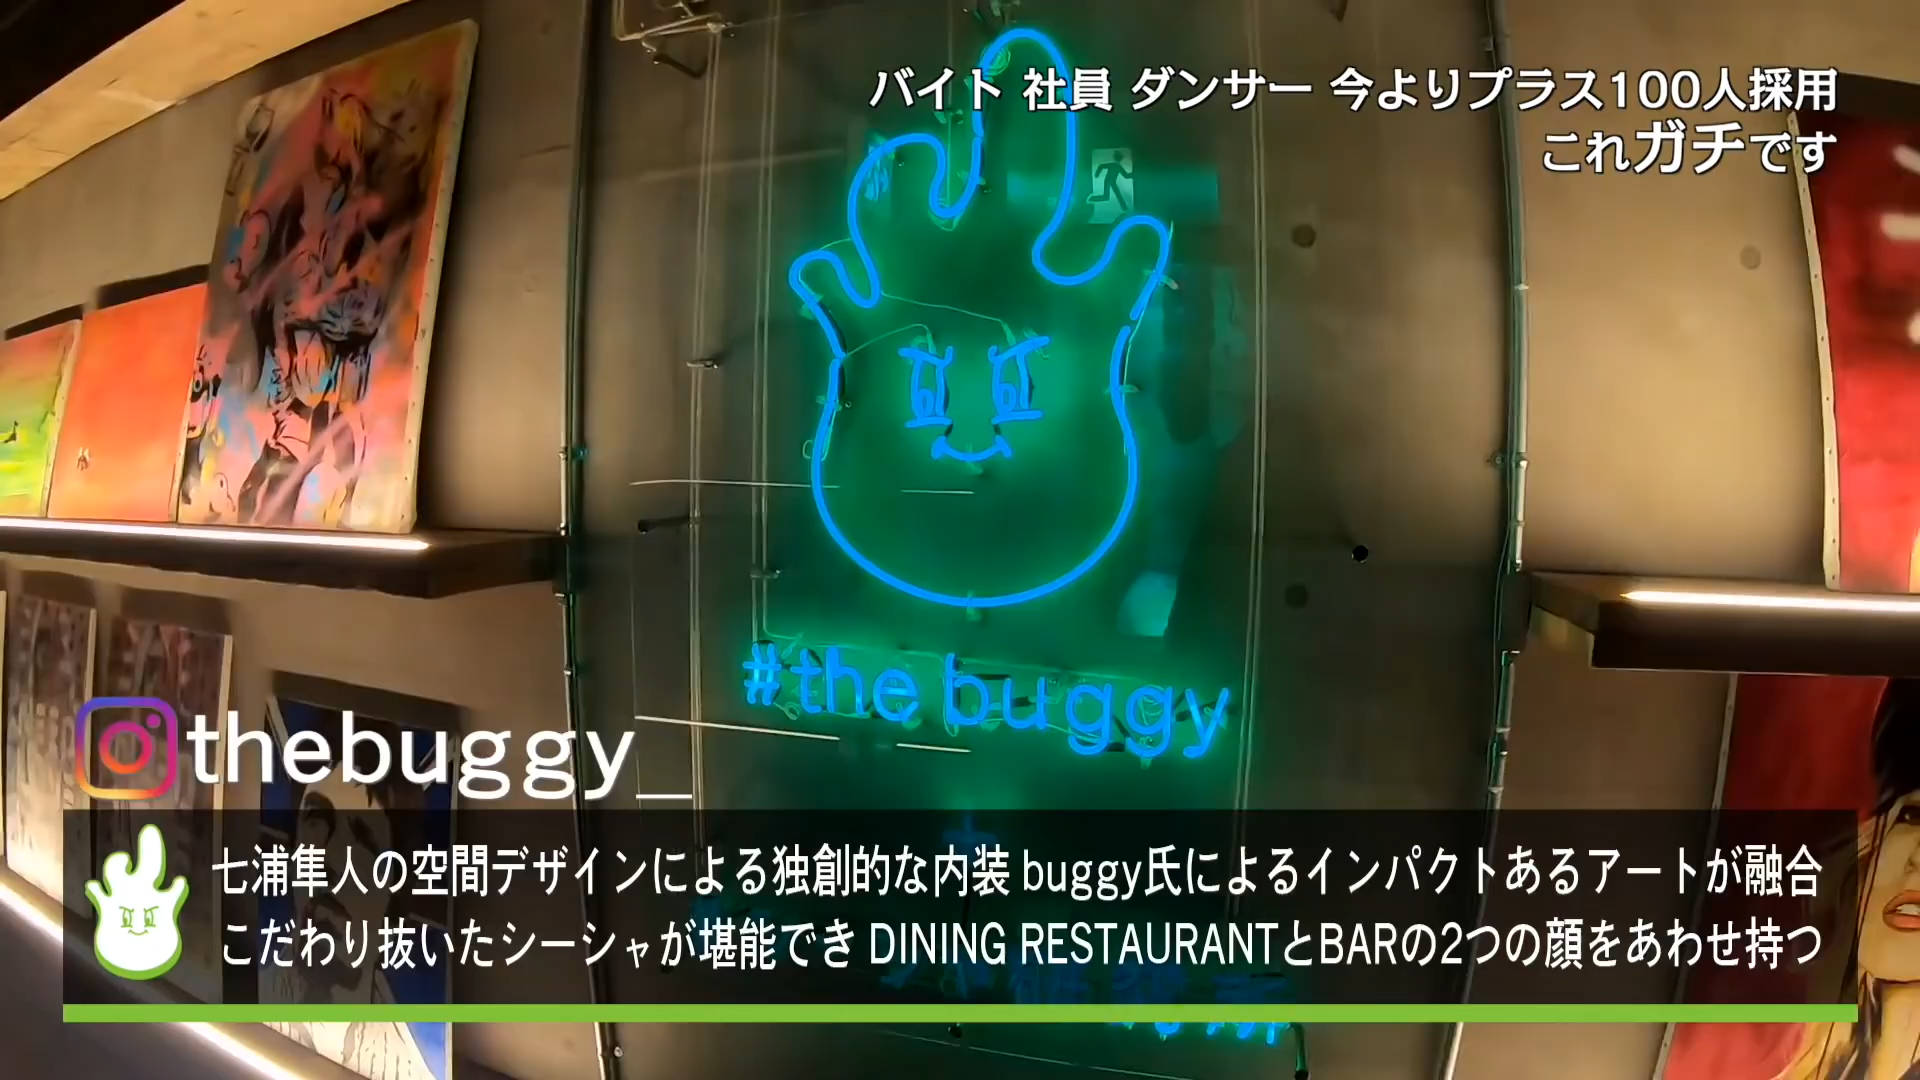 バイト 社員 ダンサー 今よりプラス100人採用
これガチです
#the buggy
thebuggy_
七浦隼人の空間デザインによる独創的な内装 buggy氏によるインパクトあるアートが融合
こだわり抜いたシーシャが堪能でき DINING RESTAURANTとBARの2つの顔をあわせ持つ